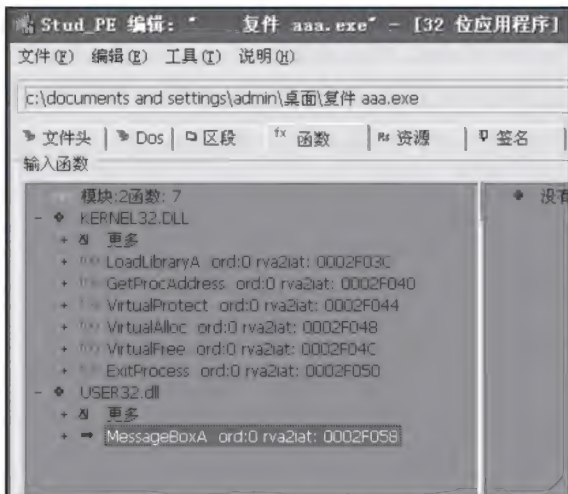 Stud_PE 编辑: " 复件 aaa.exe" - [32 位应用程序]
文件(F) 编辑(E) 工具(T) 说明(H)
c:\documents and settings\admin\桌面\复件 aaa.exe
文件头 Dos 区段 fx 函数 Rs 资源 签名
输入函数
模块:2函数: 7
没有
- KERNEL32.DLL
+ 更多
+ LoadLibraryA ord:0 rva2iat: 0002F03C
+ GetProcAddress ord:0 rva2iat: 0002F040
+ VirtualProtect ord:0 rva2iat: 0002F044
+ VirtualAlloc ord:0 rva2iat: 0002F048
+ VirtualFree ord:0 rva2iat: 0002F04C
+ ExitProcess ord:0 rva2iat: 0002F050
- USER32.dll
+ 更多
+ MessageBoxA ord:0 rva2iat: 0002F058